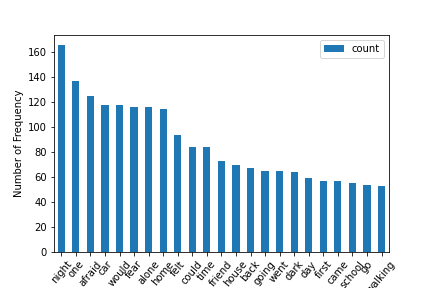 count
Number of Frequency
160
140
120
100
80
60
40
20
0
night
one
afraid
car
would
fear
alone
home
felt
could
time
friend
house
back
going
went
dark
day
first
came
school
go
walking